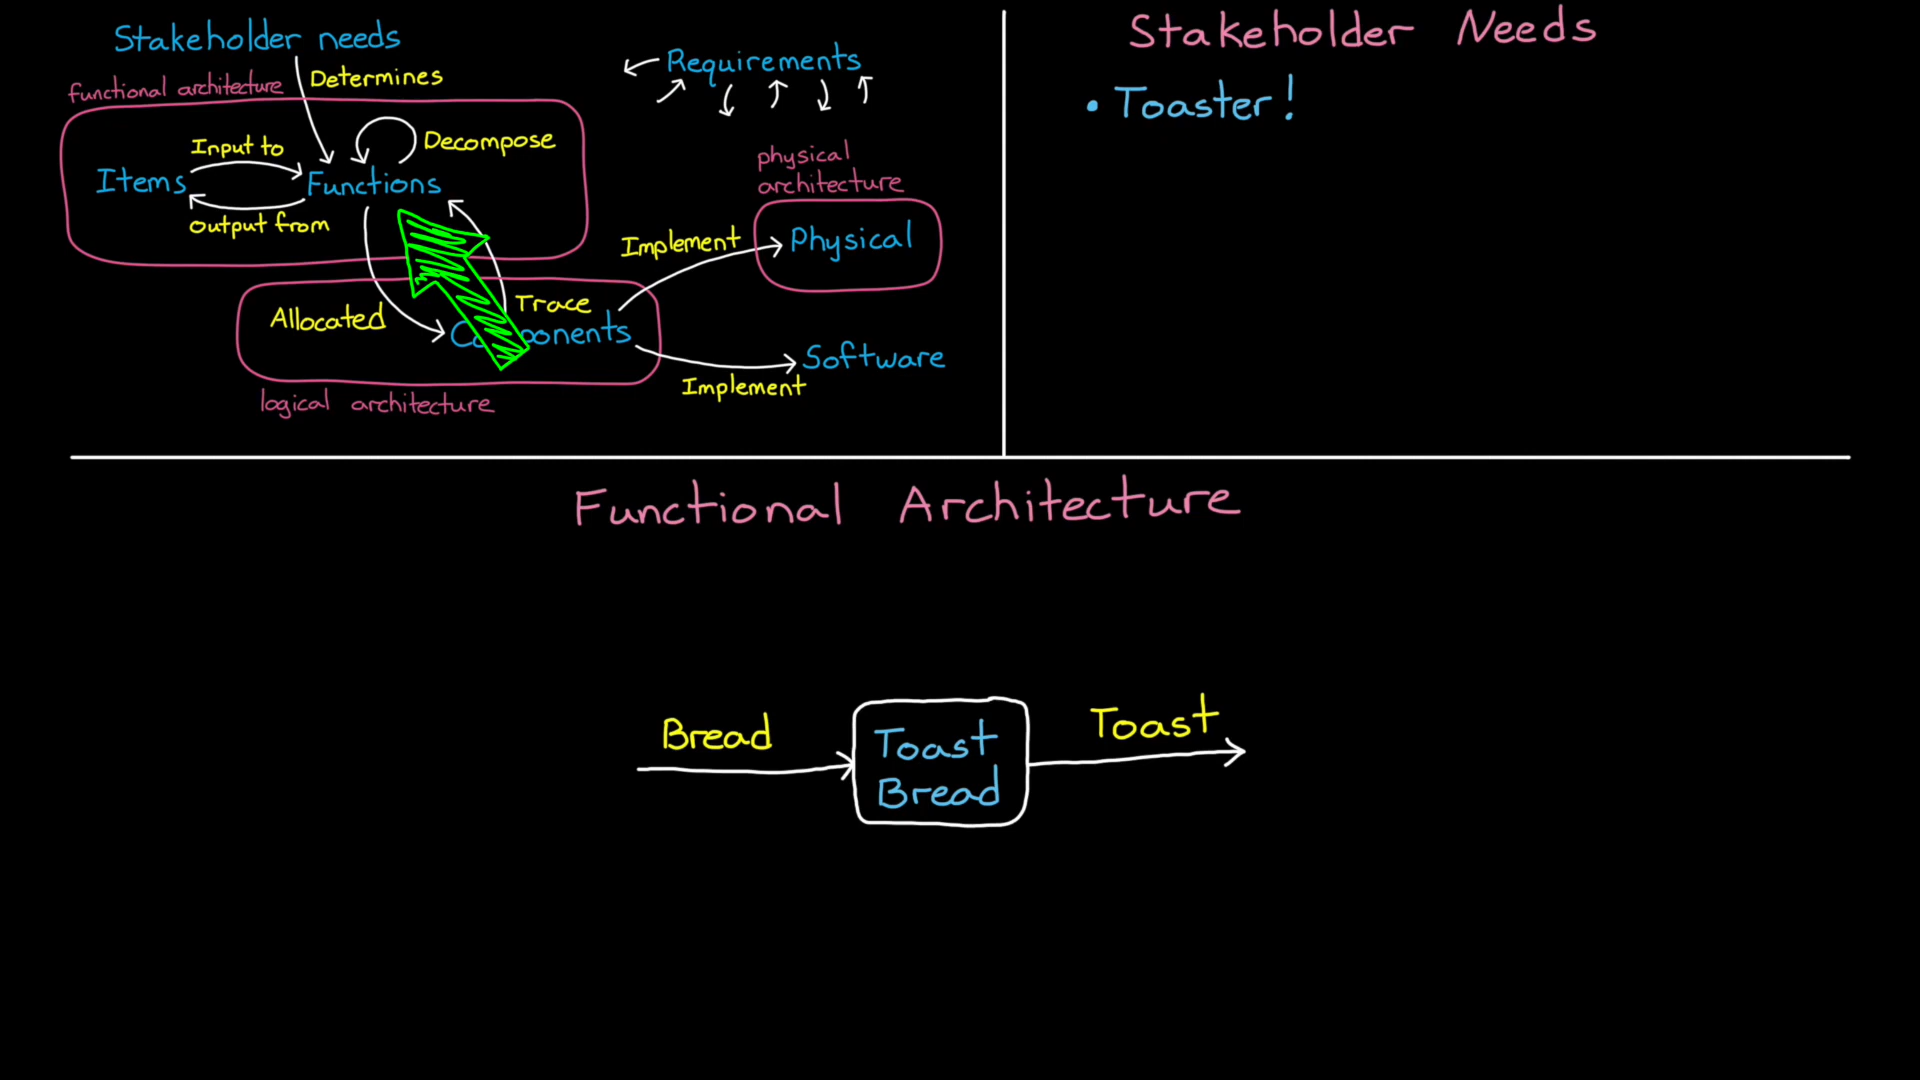 Stakeholder needs
Determines
functional architecture
Input to
Decompose
Items
Functions
Output from
Allocated
Trace
logical architecture
Requirements
physical
architecture
Implement
Physical
Software
Implement
Stakeholder Needs
• Toaster!
Functional Architecture
Bread
Toast
Bread
Toast